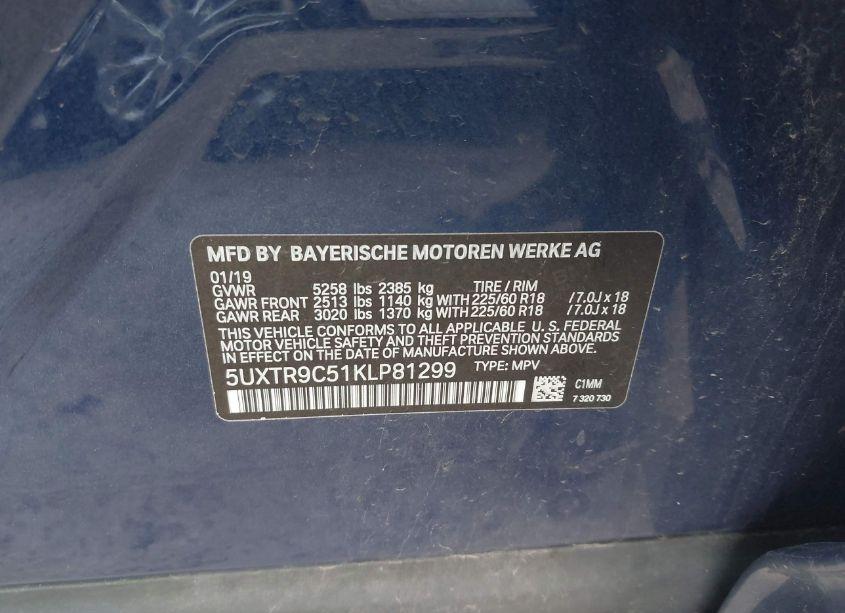 MFD BY BAYERISCHE MOTOREN WERKE AG
01/19
GVWR 5258 lbs 2385 kg TIRE / RIM
GAWR FRONT 2513 lbs 1140 kg WITH 225/60 R18 / 7.0J x 18
GAWR REAR 3020 lbs 1370 kg WITH 225/60 R18 / 7.0J x 18
THIS VEHICLE CONFORMS TO ALL APPLICABLE U. S. FEDERAL
MOTOR VEHICLE SAFETY AND THEFT PREVENTION STANDARDS
IN EFFECT ON THE DATE OF MANUFACTURE SHOWN ABOVE.
5UXTR9C51KLP81299 TYPE: MPV
C1MM
7 320 730